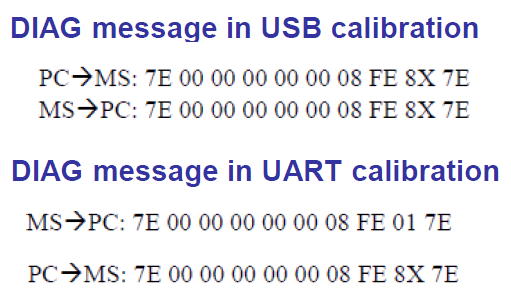 DIAG message in USB calibration
PC→MS: 7E 00 00 00 00 00 08 FE 8X 7E
MS→PC: 7E 00 00 00 00 00 08 FE 8X 7E
DIAG message in UART calibration
MS→PC: 7E 00 00 00 00 00 08 FE 01 7E
PC→MS: 7E 00 00 00 00 00 08 FE 8X 7E